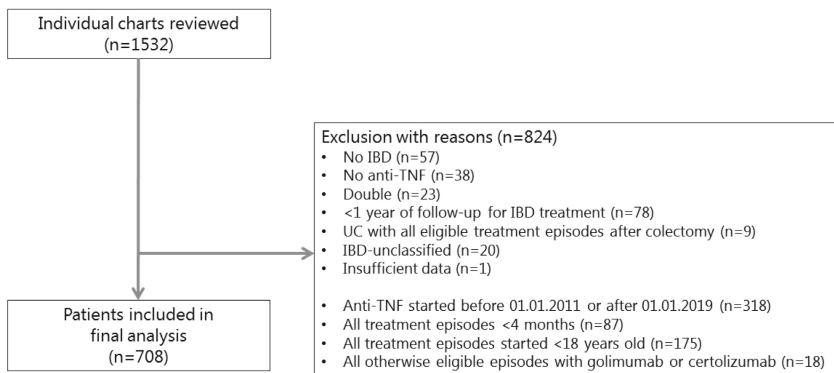 Individual charts reviewed
(n=1532)
Exclusion with reasons (n=824)
• No IBD (n=57)
• No anti-TNF (n=38)
• Double (n=23)
• <1 year of follow-up for IBD treatment (n=78)
• UC with all eligible treatment episodes after colectomy (n=9)
• IBD-unclassified (n=20)
• Insufficient data (n=1)
• Anti-TNF started before 01.01.2011 or after 01.01.2019 (n=318)
• All treatment episodes <4 months (n=87)
• All treatment episodes started <18 years old (n=175)
• All otherwise eligible episodes with golimumab or certolizumab (n=18)
Patients included in
final analysis
(n=708)